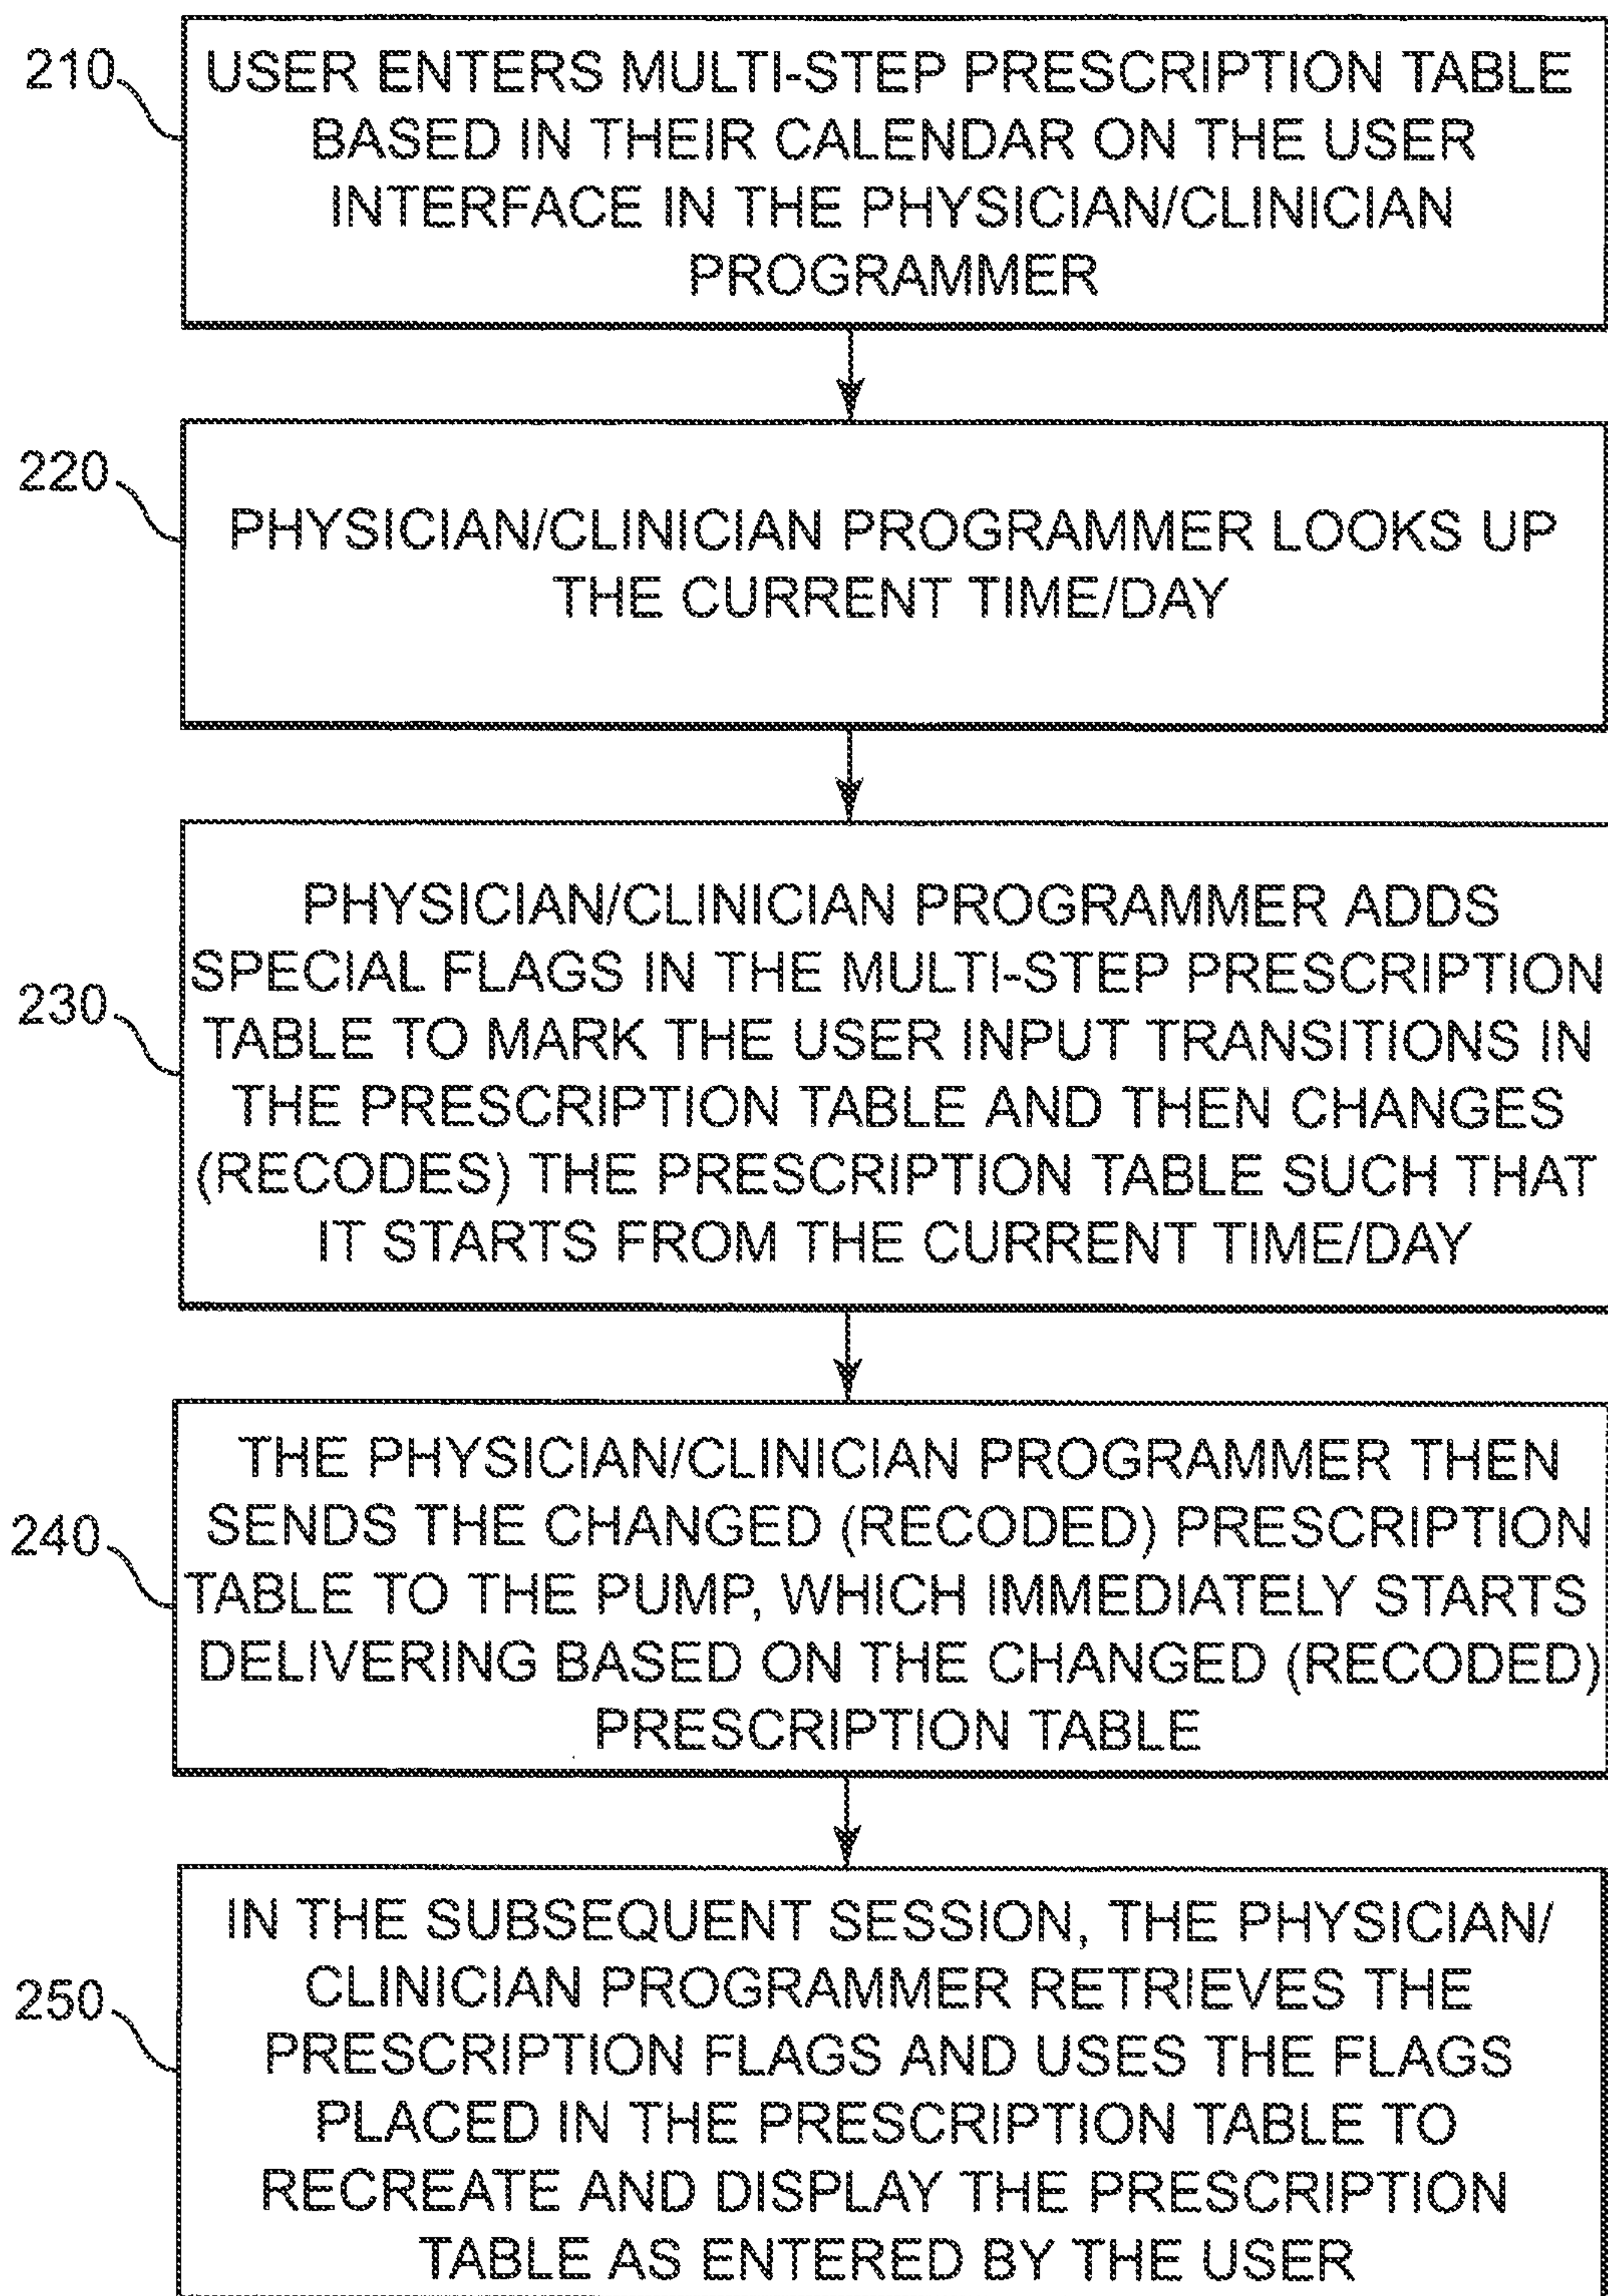 210
USER ENTERS MULTI-STEP PRESCRIPTION TABLE
BASED IN THEIR CALENDAR ON THE USER
INTERFACE IN THE PHYSICIAN/CLINICIAN
PROGRAMMER
220
PHYSICIAN/CLINICIAN PROGRAMMER LOOKS UP
THE CURRENT TIME/DAY
230
PHYSICIAN/CLINICIAN PROGRAMMER ADDS
SPECIAL FLAGS IN THE MULTI-STEP PRESCRIPTION
TABLE TO MARK THE USER INPUT TRANSITIONS IN
THE PRESCRIPTION TABLE AND THEN CHANGES
(RECODES) THE PRESCRIPTION TABLE SUCH THAT
IT STARTS FROM THE CURRENT TIME/DAY
240
THE PHYSICIAN/CLINICIAN PROGRAMMER THEN
SENDS THE CHANGED (RECODED) PRESCRIPTION
TABLE TO THE PUMP, WHICH IMMEDIATELY STARTS
DELIVERING BASED ON THE CHANGED (RECODED)
PRESCRIPTION TABLE
250
IN THE SUBSEQUENT SESSION, THE PHYSICIAN/
CLINICIAN PROGRAMMER RETRIEVES THE
PRESCRIPTION FLAGS AND USES THE FLAGS
PLACED IN THE PRESCRIPTION TABLE TO
RECREATE AND DISPLAY THE PRESCRIPTION
TABLE AS ENTERED BY THE USER